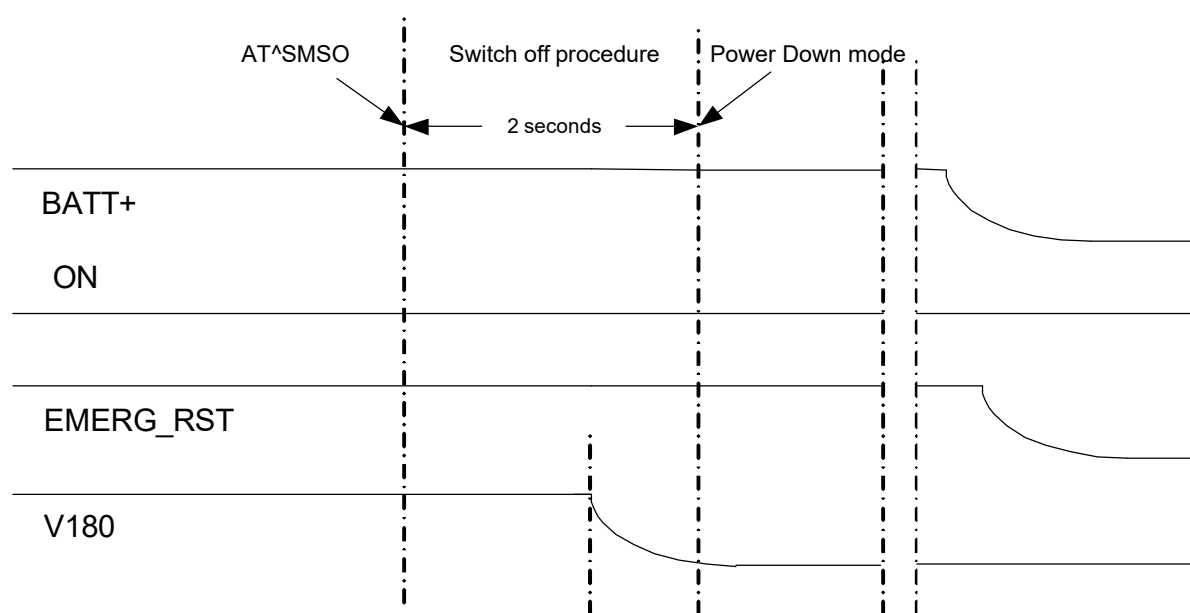 AT^SMSO Switch off procedure Power Down mode
2 seconds
BATT+
ON
EMERG_RST
V180